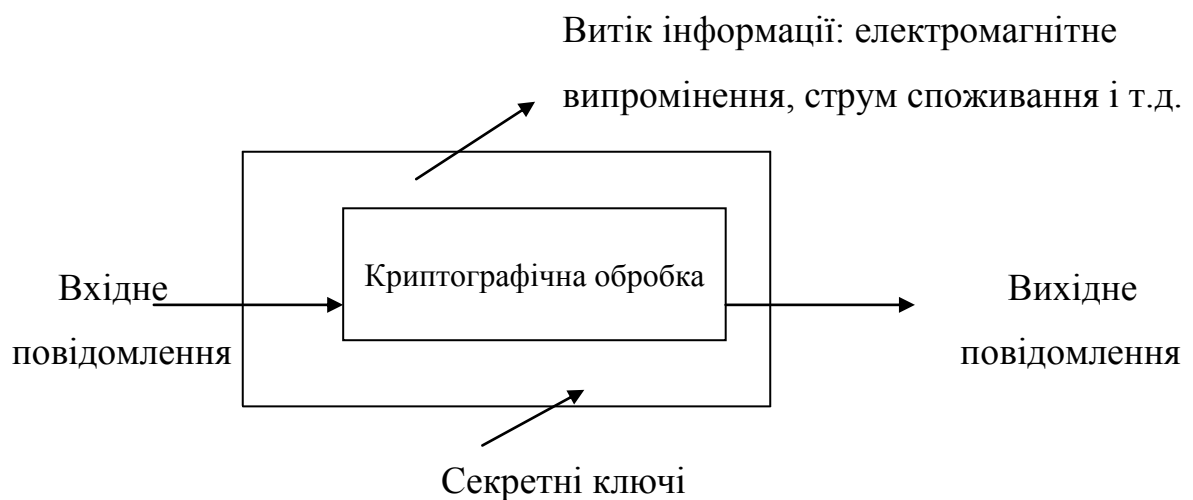 Витік інформації: електромагнітне
випромінення, струм споживання і т.д.
Криптографічна обробка
Вхідне
повідомлення
Вихідне
повідомлення
Секретні ключі